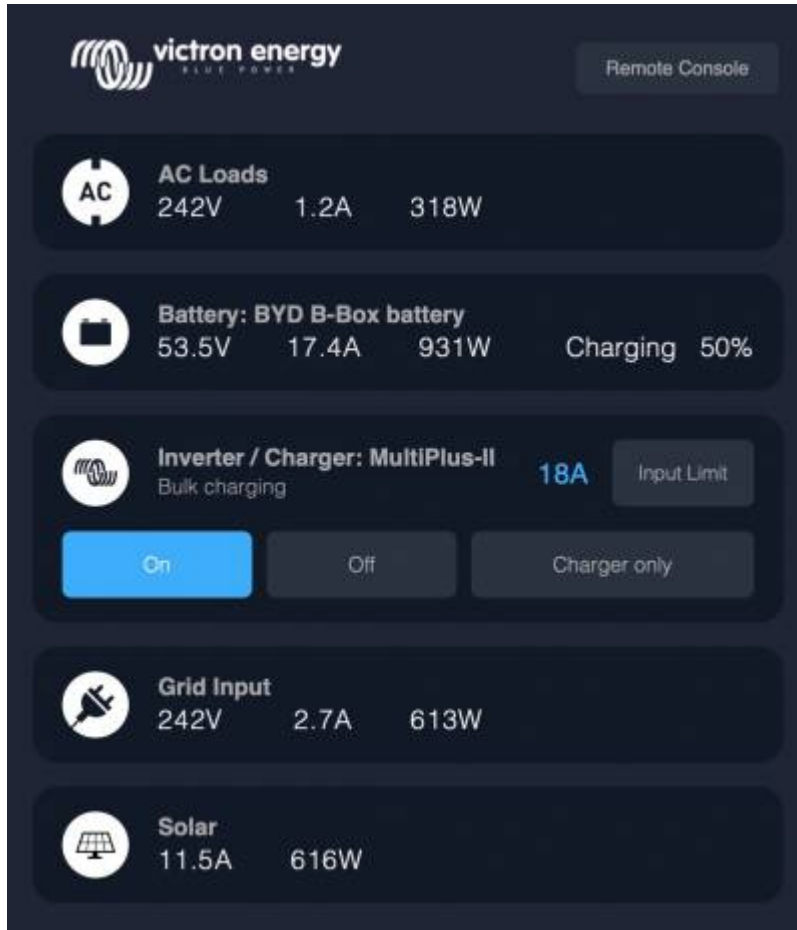 victron energy
BLUE POWER
Remote Console
AC
AC Loads
242V 1.2A 318W
Battery: BYD B-Box battery
53.5V 17.4A 931W Charging 50%
Inverter / Charger: MultiPlus-II
Bulk charging
18A Input Limit
On Off Charger only
Grid Input
242V 2.7A 613W
Solar
11.5A 616W